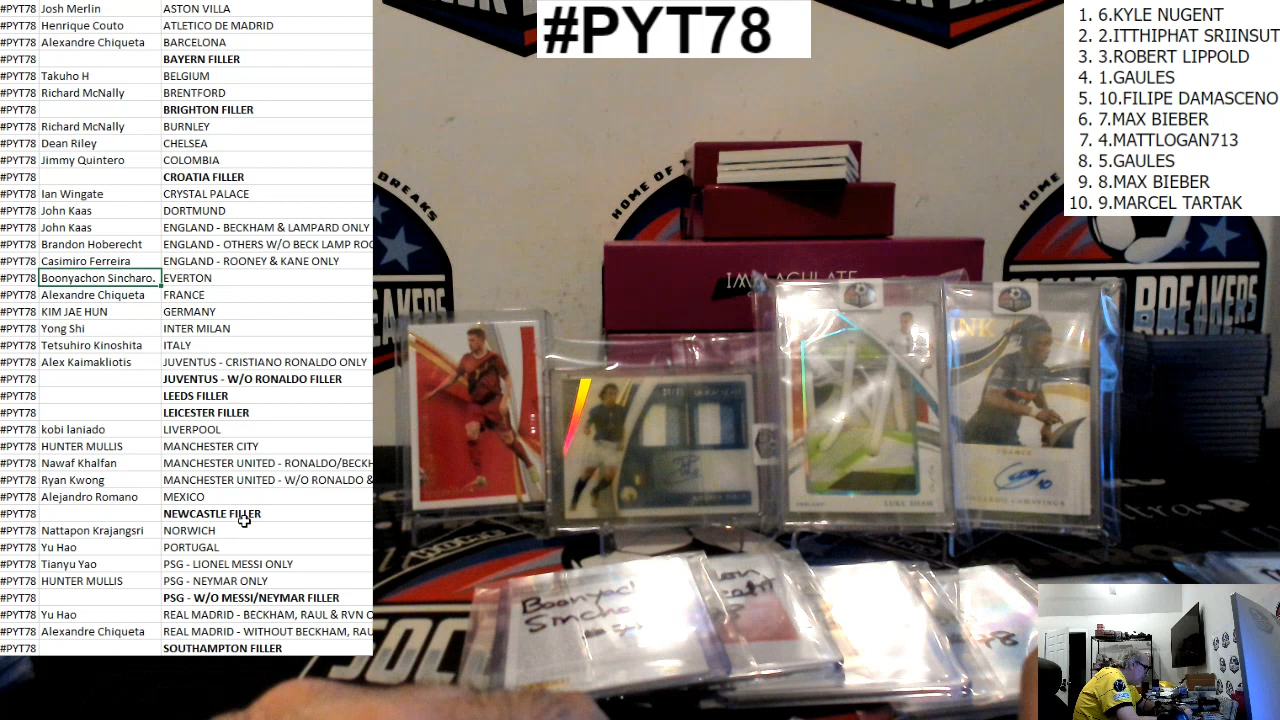 #PYT78 Josh Merlin ASTON VILLA
#PYT78 Henrique Couto ATLETICO DE MADRID
#PYT78 Alexandre Chiqueta BARCELONA
#PYT78 BAYERN FILLER
#PYT78 Takuho H BELGIUM
#PYT78 Richard McNally BRENTFORD
#PYT78 BRIGHTON FILLER
#PYT78 Richard McNally BURNLEY
#PYT78 Dean Riley CHELSEA
#PYT78 Jimmy Quintero COLOMBIA
#PYT78 CROATIA FILLER
#PYT78 Ian Wingate CRYSTAL PALACE
#PYT78 John Kaas DORTMUND
#PYT78 John Kaas ENGLAND - BECKHAM & LAMPARD ONLY
#PYT78 Brandon Hoberecht ENGLAND - OTHERS W/O BECK LAMP ROO
#PYT78 Casimiro Ferreira ENGLAND - ROONEY & KANE ONLY
#PYT78 Boonyachon Sincharo. EVERTON
#PYT78 Alexandre Chiqueta FRANCE
#PYT78 KIM JAE HUN GERMANY
#PYT78 Yong Shi INTER MILAN
#PYT78 Tetsuhiro Kinoshita ITALY
#PYT78 Alex Kaimakliotis JUVENTUS - CRISTIANO RONALDO ONLY
#PYT78 JUVENTUS - W/O RONALDO FILLER
#PYT78 LEEDS FILLER
#PYT78 LEICESTER FILLER
#PYT78 kobi laniado LIVERPOOL
#PYT78 HUNTER MULLIS MANCHESTER CITY
#PYT78 Nawaf Khalfan MANCHESTER UNITED - RONALDO/BECKH
#PYT78 Ryan Kwong MANCHESTER UNITED - W/O RONALDO &
#PYT78 Alejandro Romano MEXICO
#PYT78 NEWCASTLE FILLER
#PYT78 Nattapon Krajangsri NORWICH
#PYT78 Yu Hao PORTUGAL
#PYT78 Tianyu Yao PSG - LIONEL MESSI ONLY
#PYT78 HUNTER MULLIS PSG - NEYMAR ONLY
#PYT78 PSG - W/O MESSI/NEYMAR FILLER
#PYT78 Yu Hao REAL MADRID - BECKHAM, RAUL & RVN O
#PYT78 Alexandre Chiqueta REAL MADRID - WITHOUT BECKHAM, RAU
#PYT78 SOUTHAMPTON FILLER
#PYT78
1. 6.KYLE NUGENT
2. 2.ITTHIPHAT SRIINSUT
3. 3.ROBERT LIPPOLD
4. 1.GAULES
5. 10.FILIPE DAMASCENO
6. 7.MAX BIEBER
7. 4.MATTLOGAN713
8. 5.GAULES
9. 8.MAX BIEBER
10. 9.MARCEL TARTAK
BREAKS
HOME OF
HOME
IMMACULATE
BREAKERS
NK
LUKE SHAW
FRANCE
Boonyac
Sincha
SOC